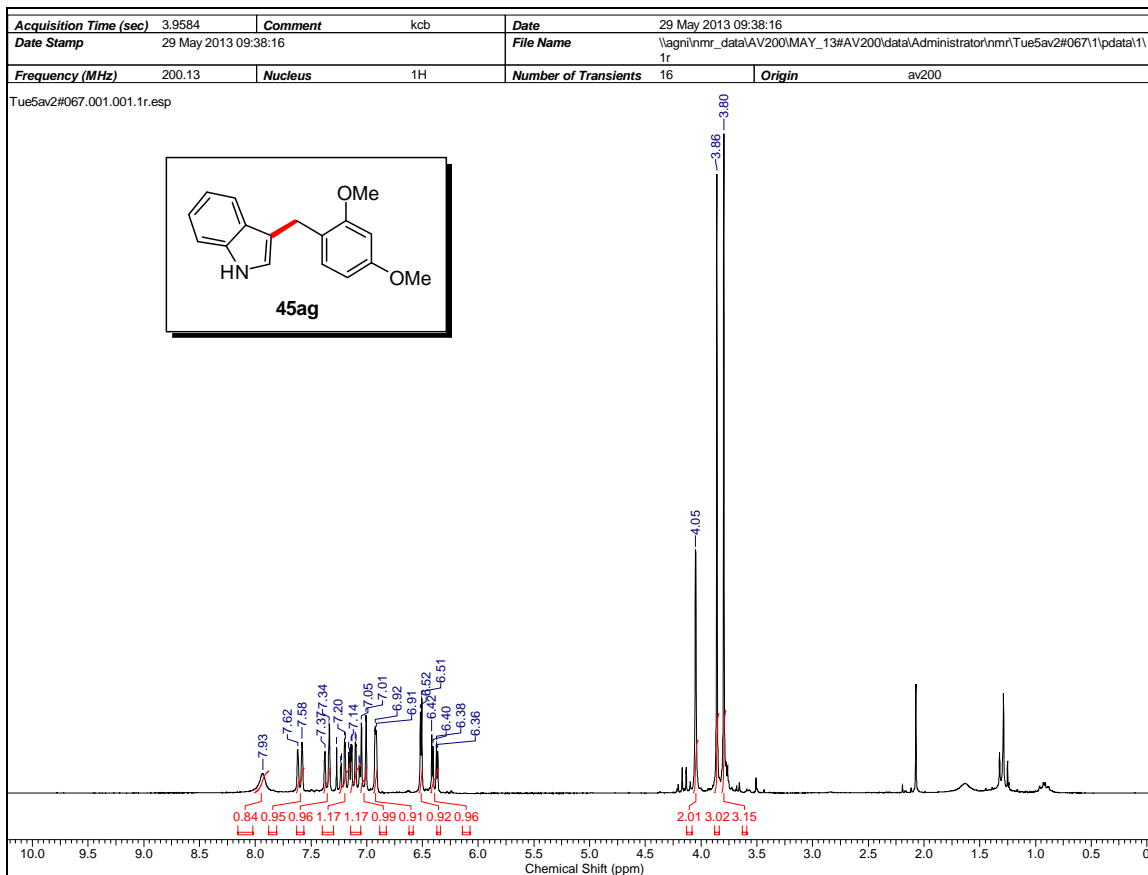 Acquisition Time (sec) 3.9584 Comment kcb Date 29 May 2013 09:38:16
Date Stamp 29 May 2013 09:38:16 File Name \\agni\nmr_data\AV200\MAY_13#AV200\data\Administrator\nmr\Tue5av2#067\1\pdata\1\
1r
Frequency (MHz) 200.13 Nucleus 1H Number of Transients 16 Origin av200
Tue5av2#067.001.001.1r.esp
3.80
3.86
OMe
HN
OMe
45ag
4.05
7.93
7.62
7.58
7.37
7.34
7.20
7.14
7.05
7.01
6.92
6.91
6.52
6.51
6.42
6.40
6.38
6.36
0.84 0.95 0.96 1.17 1.17 0.99 0.91 0.92 0.96 2.01 3.02 3.15
10.0 9.5 9.0 8.5 8.0 7.5 7.0 6.5 6.0 5.5 5.0 4.5 4.0 3.5 3.0 2.5 2.0 1.5 1.0 0.5 0
Chemical Shift (ppm)